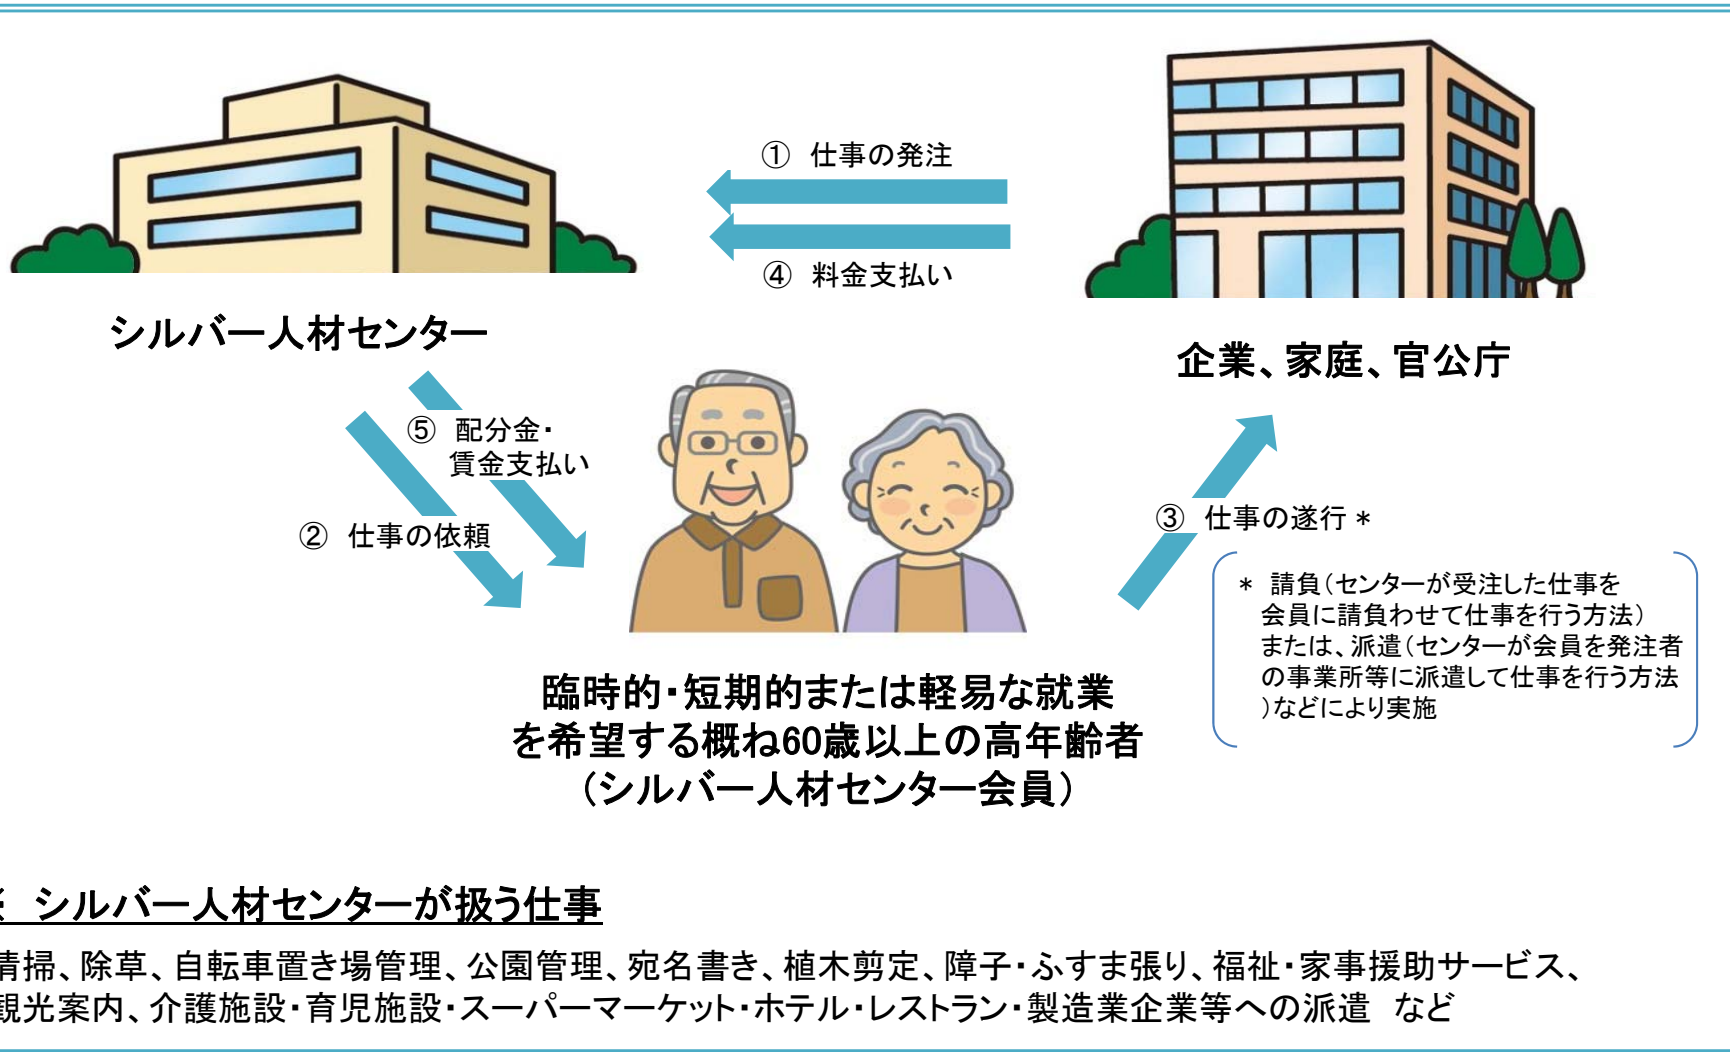 ① 仕事の発注
④ 料金支払い
シルバー人材センター
企業、家庭、官公庁
⑤ 配分金・
賃金支払い
② 仕事の依頼
③ 仕事の遂行＊
＊ 請負（センターが受注した仕事を
会員に請負わせて仕事を行う方法）
または、派遣（センターが会員を発注者
の事業所等に派遣して仕事を行う方法
）などにより実施
臨時的・短期的または軽易な就業
を希望する概ね60歳以上の高年齢者
（シルバー人材センター会員）
※ シルバー人材センターが扱う仕事
清掃、除草、自転車置き場管理、公園管理、宛名書き、植木剪定、障子・ふすま張り、福祉・家事援助サービス、
観光案内、介護施設・育児施設・スーパーマーケット・ホテル・レストラン・製造業企業等への派遣 など